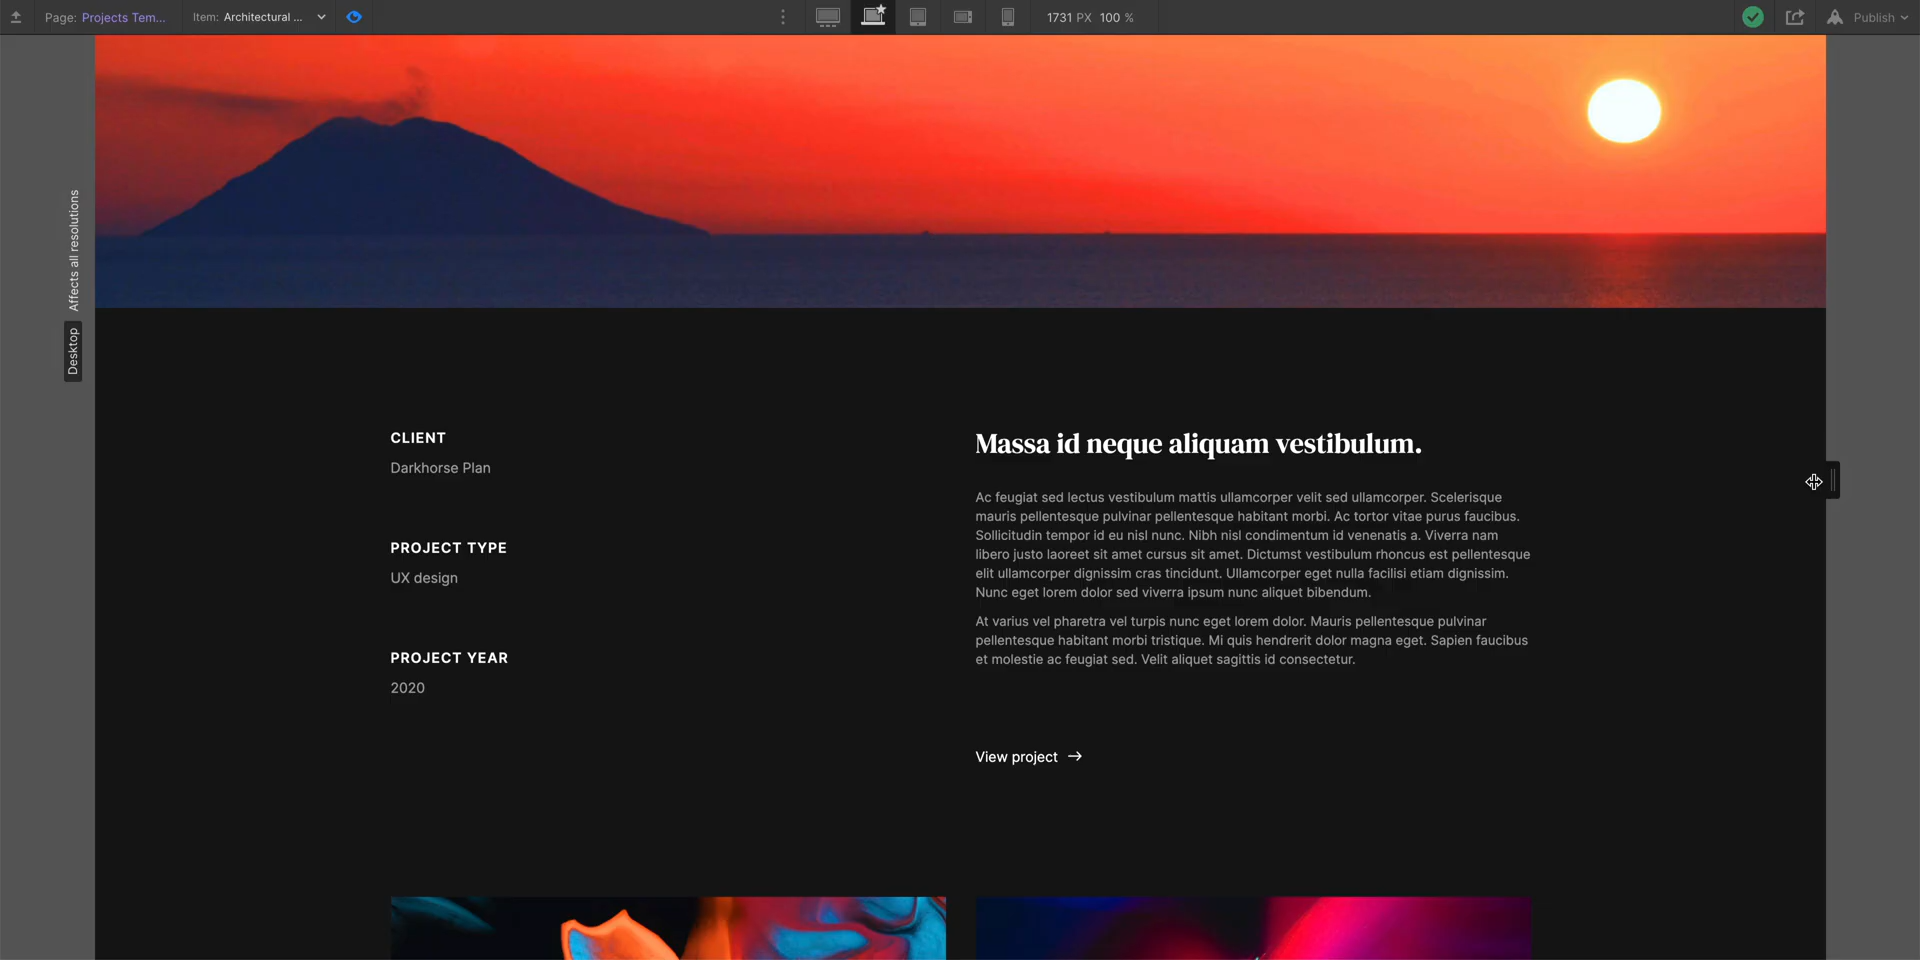 Page: Projects Tem...
Item: Architectural ...
1731 PX 100 %
Publish
Affects all resolutions
Desktop
CLIENT
Darkhorse Plan
PROJECT TYPE
UX design
PROJECT YEAR
2020
Massa id neque aliquam vestibulum.
Ac feugiat sed lectus vestibulum mattis ullamcorper velit sed ullamcorper. Scelerisque
mauris pellentesque pulvinar pellentesque habitant morbi. Ac tortor vitae purus faucibus.
Sollicitudin tempor id eu nisl nunc. Nibh nisl condimentum id venenatis a. Viverra nam
libero justo laoreet sit amet cursus sit amet. Dictumst vestibulum rhoncus est pellentesque
elit ullamcorper dignissim cras tincidunt. Ullamcorper eget nulla facilisi etiam dignissim.
Nunc eget lorem dolor sed viverra ipsum nunc aliquet bibendum.
At varius vel pharetra vel turpis nunc eget lorem dolor. Mauris pellentesque pulvinar
pellentesque habitant morbi tristique. Mi quis hendrerit dolor magna eget. Sapien faucibus
et molestie ac feugiat sed. Velit aliquet sagittis id consectetur.
View project →